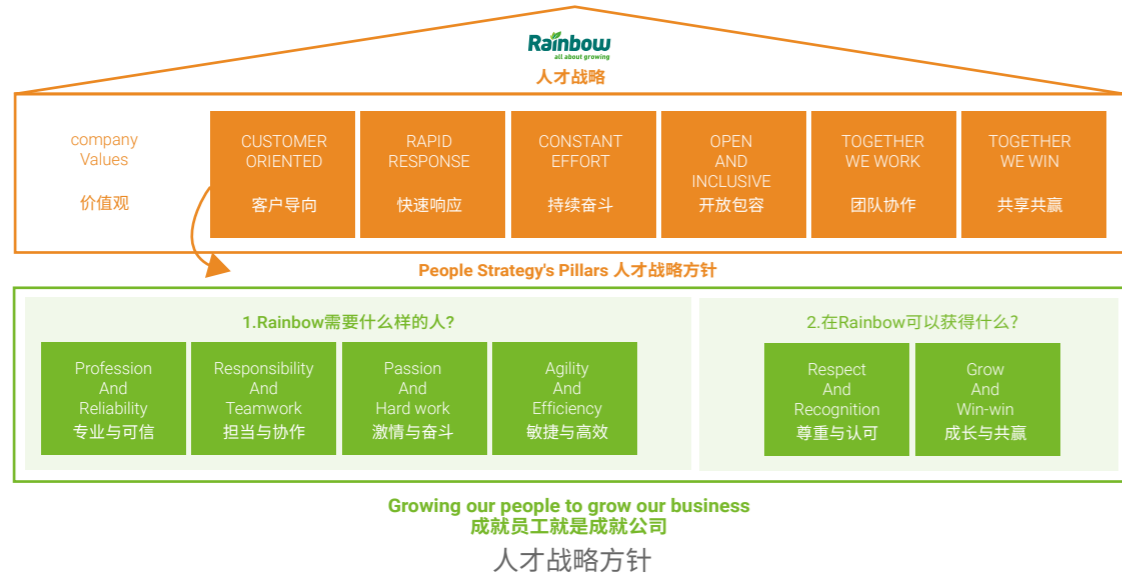 Rainbow
all about growing
人才战略
company
Values
价值观
CUSTOMER
ORIENTED
客户导向
RAPID
RESPONSE
快速响应
CONSTANT
EFFORT
持续奋斗
OPEN
AND
INCLUSIVE
开放包容
TOGETHER
WE WORK
团队协作
TOGETHER
WE WIN
共享共赢
People Strategy's Pillars 人才战略方针
1.Rainbow需要什么样的人?
Profession
And
Reliability
专业与可信
Responsibility
And
Teamwork
担当与协作
Passion
And
Hard work
激情与奋斗
Agility
And
Efficiency
敏捷与高效
2.在Rainbow可以获得什么?
Respect
And
Recognition
尊重与认可
Grow
And
Win-win
成长与共赢
Growing our people to grow our business
成就员工就是成就公司
人才战略方针